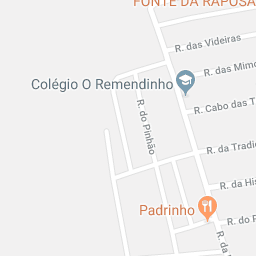 FONTE DA RAPOSA
R. das Videiras
R. das Mimo
Colégio O Remendinho
R. Cabo das T
R. do Pinhão
R. da Tradi
R. da His
Padrinho
R. do
R. da